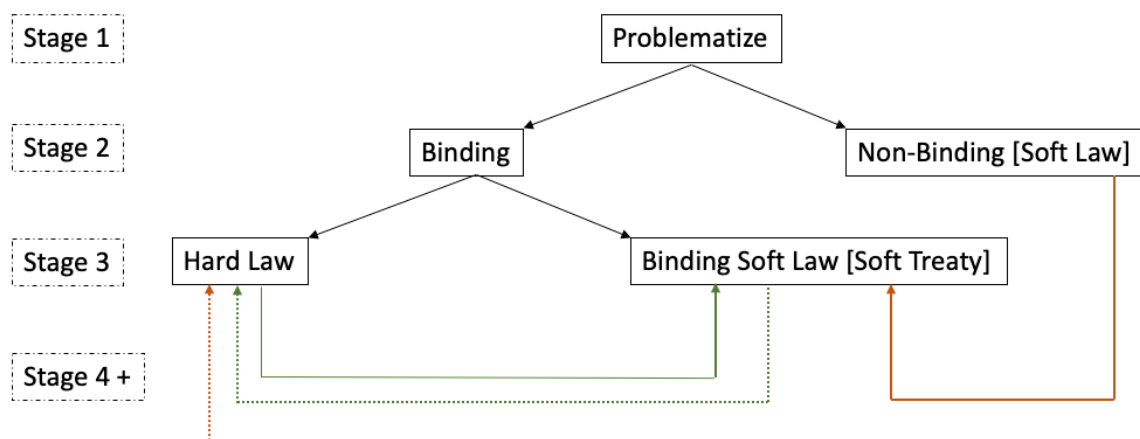 Stage 1
Problematize
Stage 2
Binding
Non-Binding [Soft Law]
Stage 3
Hard Law
Binding Soft Law [Soft Treaty]
Stage 4 +